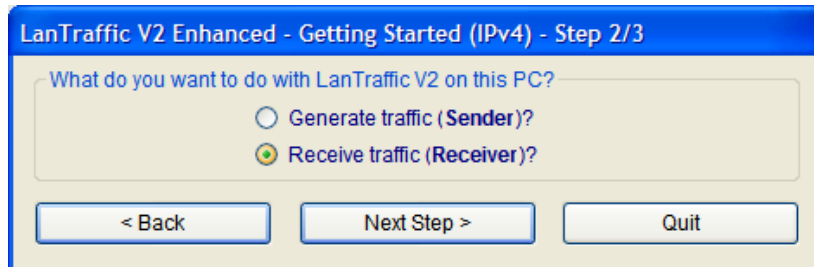 LanTraffic V2 Enhanced - Getting Started (IPv4) - Step 2/3
What do you want to do with LanTraffic V2 on this PC?
Generate traffic (Sender)?
Receive traffic (Receiver)?
< Back Next Step > Quit